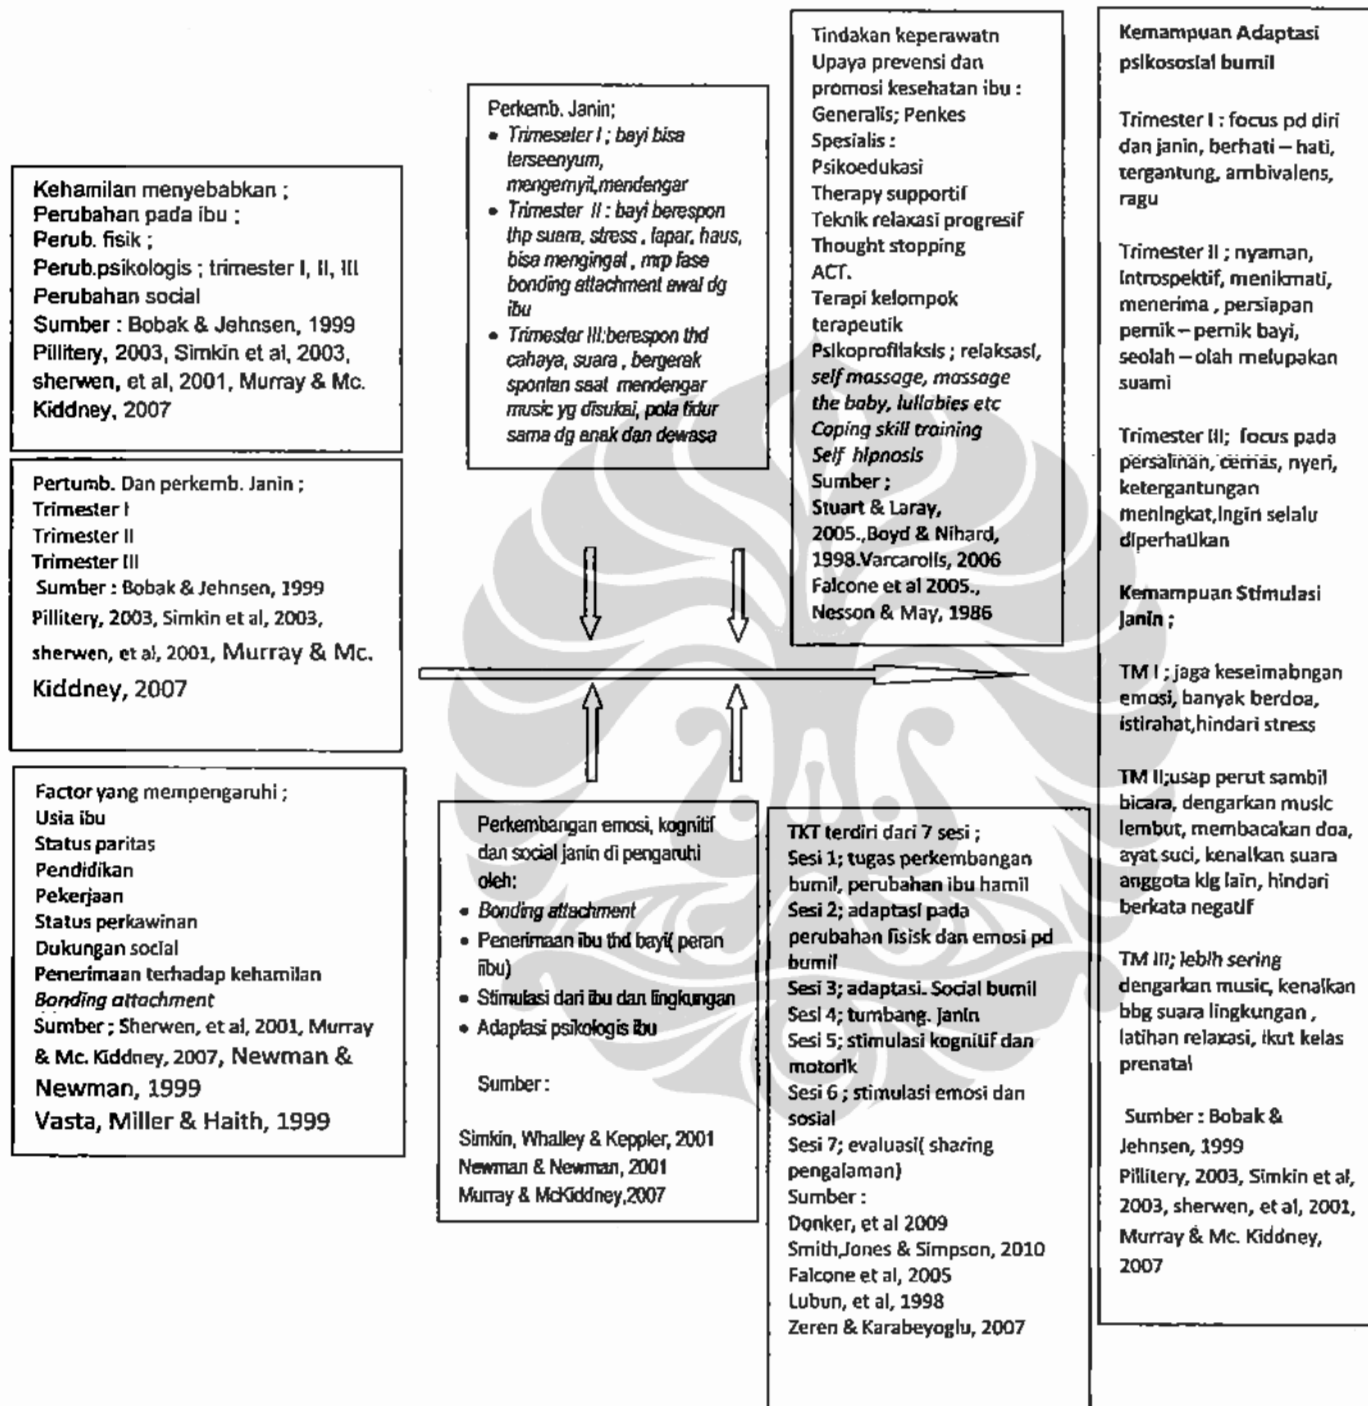 Kehamilan menyebabkan ;
Perubahan pada ibu ;
Perub. fisik ;
Perub.psikologis ; trimester I, II, III
Perubahan social
Sumber : Bobak & Jehnsen, 1999
Pillitery, 2003, Simkin et al, 2003,
sherwen, et al, 2001, Murray & Mc.
Kiddney, 2007
Pertumb. Dan perkemb. Janin ;
Trimester I
Trimester II
Trimester III
Sumber : Bobak & Jehnsen, 1999
Pillitery, 2003, Simkin et al, 2003,
sherwen, et al, 2001, Murray & Mc.
Kiddney, 2007
Factor yang mempengaruhi ;
Usia ibu
Status paritas
Pendidikan
Pekerjaan
Status perkawinan
Dukungan social
Penerimaan terhadap kehamilan
Bonding attachment
Sumber ; Sherwen, et al, 2001, Murray
& Mc. Kiddney, 2007, Newman &
Newman, 1999
Vasta, Miller & Haith, 1999
Perkemb. Janin;
• Trimeseler I ; bayi bisa
terseenyum,
mengernyit,mendengar
• Trimester II : bayi berespon
thp suara, stress , lapar, haus,
bisa mengingat , mrp fase
bonding attachment awal dg
ibu
• Trimester III:berespon thd
cahaya, suara , bergerak
spontan saat mendengar
music yg disukai, pola tidur
sama dg anak dan dewasa
Perkembangan emosi, kognitif
dan social janin di pengaruhi
oleh:
• Bonding attachment
• Penerimaan ibu thd bayi( peran
iibu)
• Stimulasi dari ibu dan lingkungan
• Adaptasi psikologis ibu
Sumber :
Simkin, Whalley & Keppler, 2001
Newman & Newman, 2001
Murray & McKiddney,2007
Tindakan keperawatn
Upaya prevensi dan
promosi kesehatan ibu :
Generalis; Penkes
Spesialis :
Psikoedukasi
Therapy supportif
Teknik relaxasi progresif
Thought stopping
ACT.
Terapi kelompok
terapeutik
Psikoprofilaksis ; relaksasi,
self massage, massage
the baby, lullabies etc
Coping skill training
Self hipnosis
Sumber ;
Stuart & Laray,
2005.,Boyd & Nihard,
1998.Varcarolis, 2006
Falcone et al 2005.,
Nesson & May, 1986
TKT terdiri dari 7 sesi ;
Sesi 1; tugas perkembangan
bumil, perubahan ibu hamil
Sesi 2; adaptasi pada
perubahan fisisk dan emosi pd
bumil
Sesi 3; adaptasi. Social bumil
Sesi 4; tumbang. Janin
Sesi 5; stimulasi kognitif dan
motorik
Sesi 6 ; stimulasi emosi dan
sosial
Sesi 7; evaluasi( sharing
pengalaman)
Sumber :
Donker, et al 2009
Smith,Jones & Simpson, 2010
Falcone et al, 2005
Lubun, et al, 1998
Zeren & Karabeyoglu, 2007
Kemampuan Adaptasi
psikososial bumil
Trimester I : focus pd diri
dan janin, berhati – hati,
tergantung, ambivalens,
ragu
Trimester II ; nyaman,
Introspektif, menikmati,
menerima , persiapan
pernik – pernik bayi,
seolah – olah melupakan
suami
Trimester III; focus pada
persalinan, cemas, nyeri,
ketergantungan
meningkat,ingin selalu
diperhatikan
Kemampuan Stimulasi
Janin ;
TM I ; jaga keseimabngan
emosi, banyak berdoa,
istirahat,hindari stress
TM II;usap perut sambil
bicara, dengarkan music
lembut, membacakan doa,
ayat suci, kenalkan suara
anggota klg lain, hindari
berkata negatif
TM III; lebih sering
dengarkan music, kenalkan
bbg suara lingkungan ,
latihan relaxasi, ikut kelas
prenatal
Sumber : Bobak &
Jehnsen, 1999
Pillitery, 2003, Simkin et al,
2003, sherwen, et al, 2001,
Murray & Mc. Kiddney,
2007